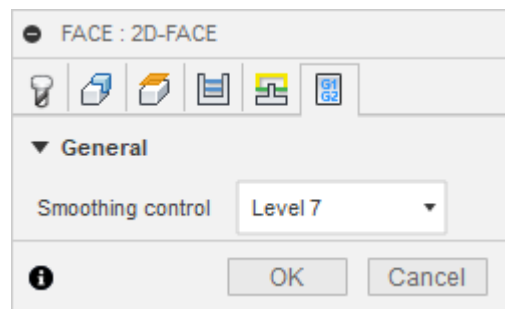 FACE : 2D-FACE
G1
G2
General
Smoothing control Level 7
OK Cancel